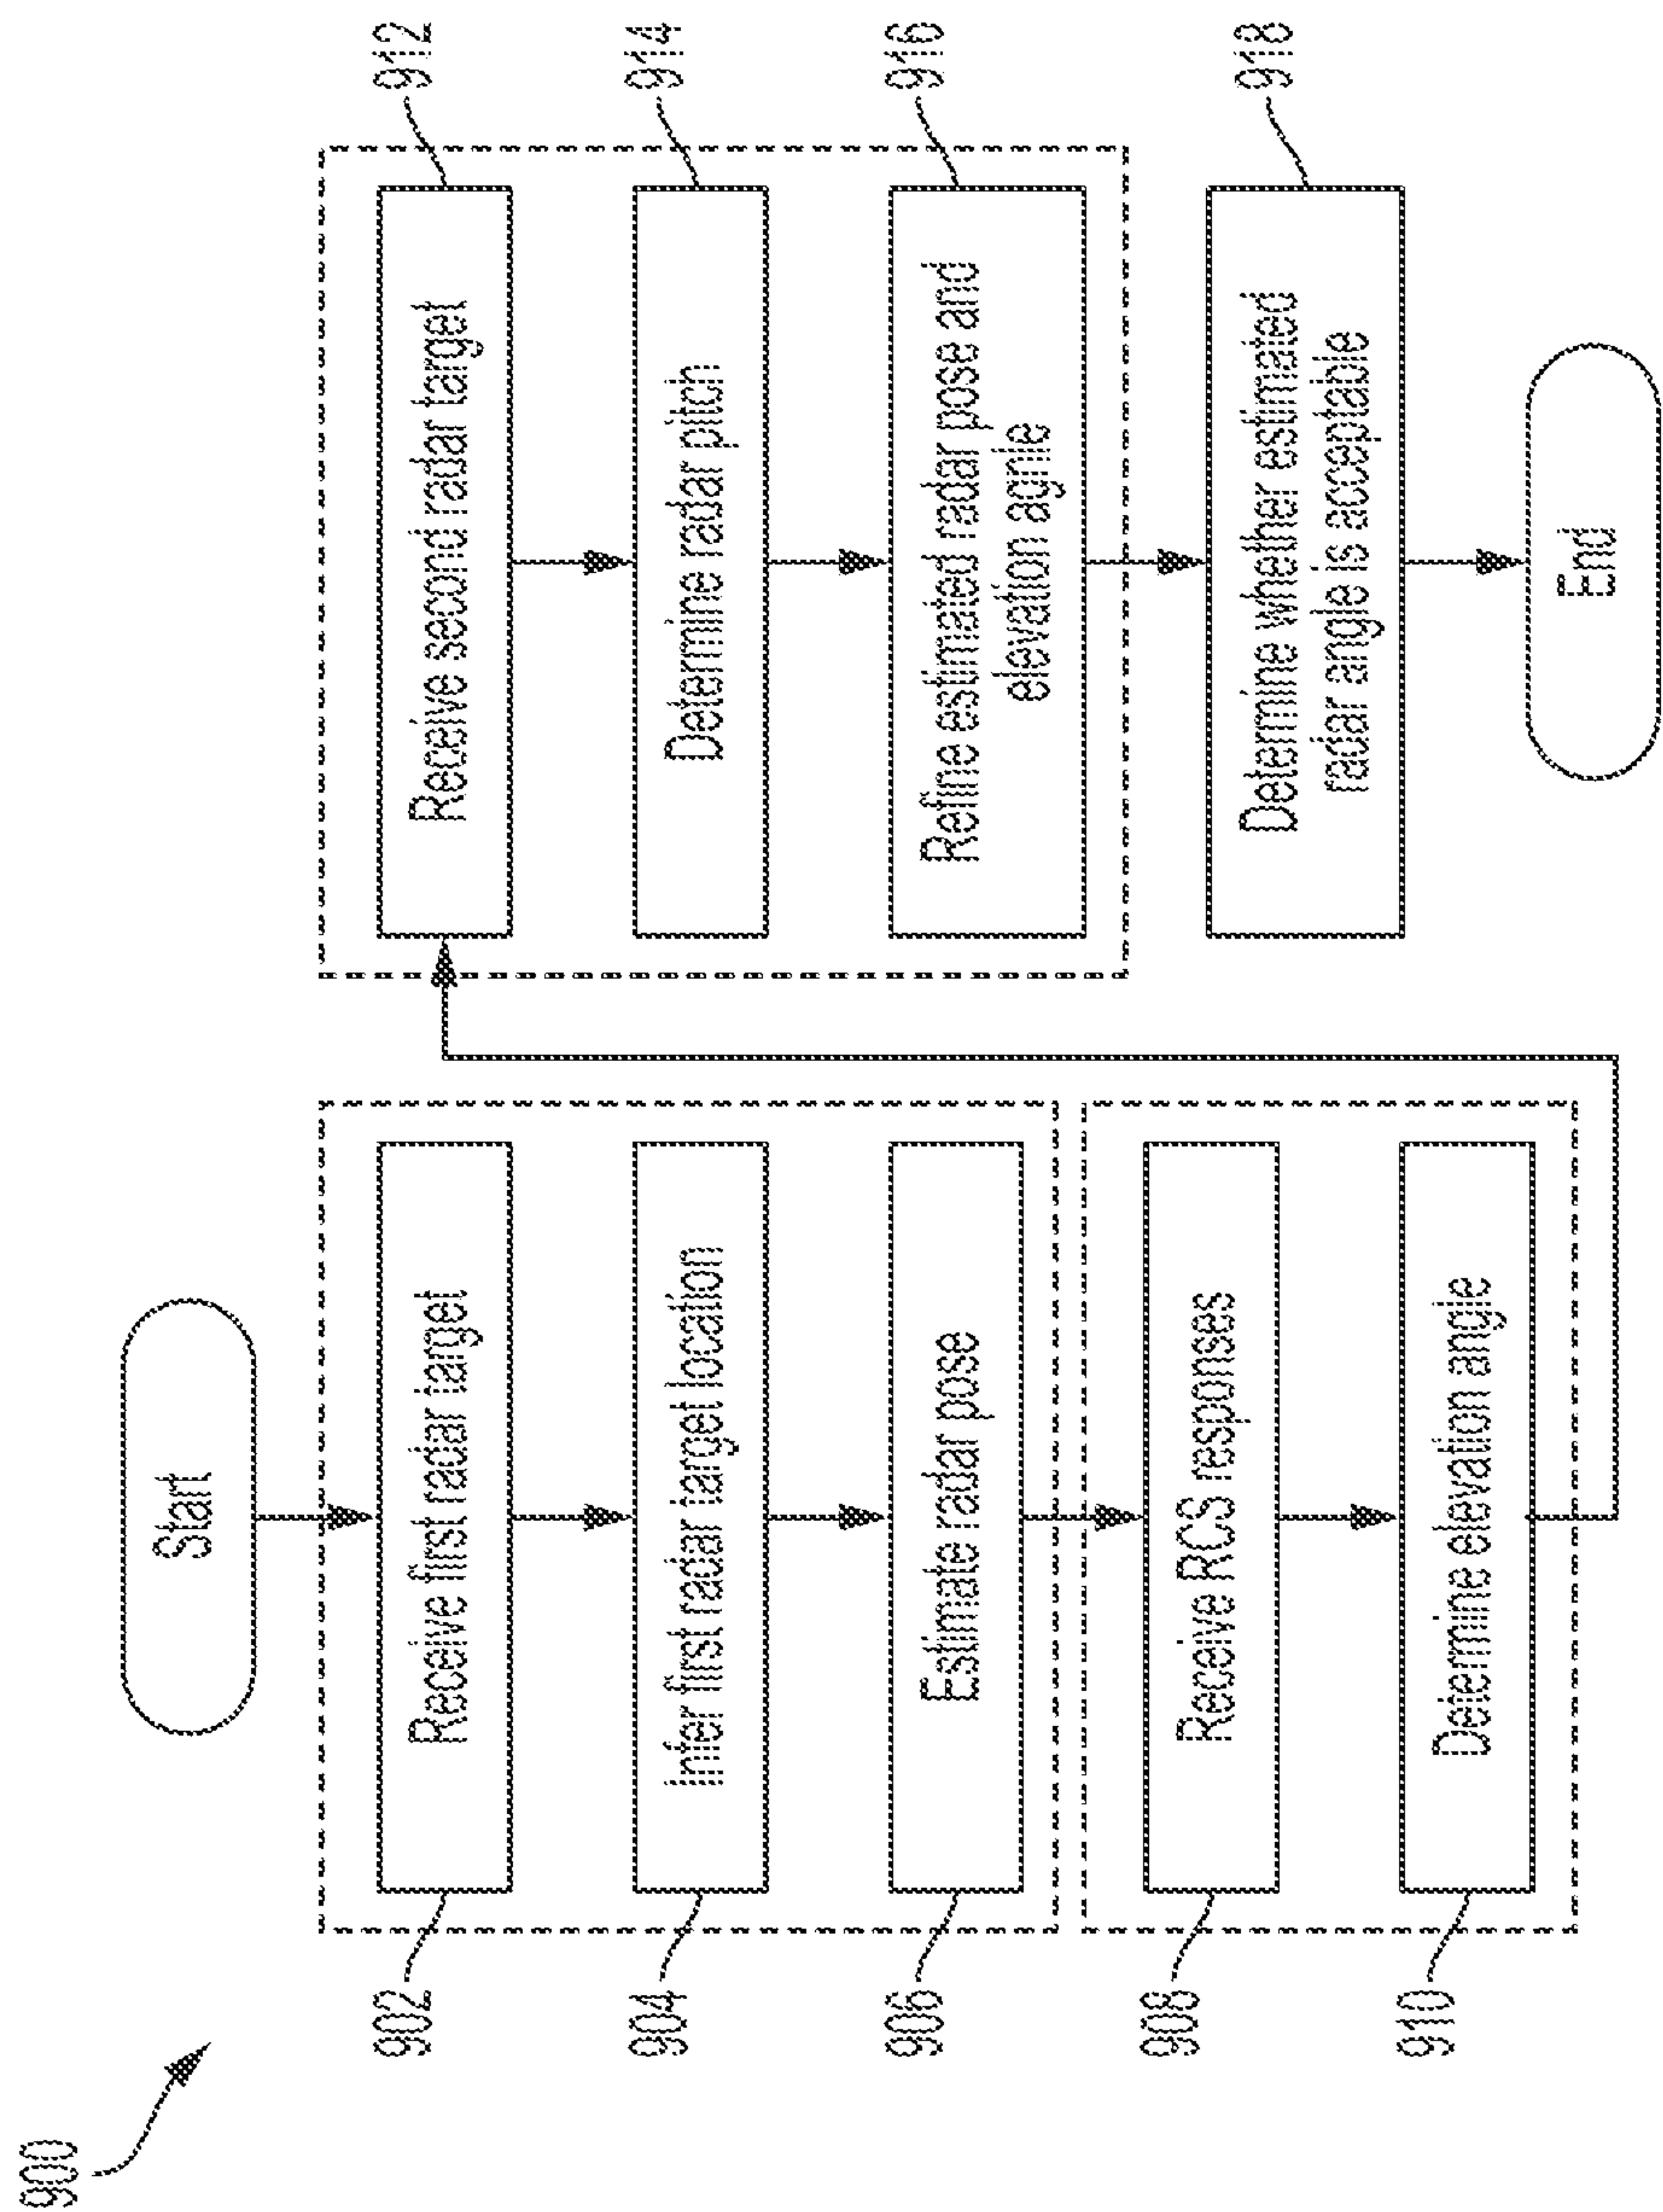 900
Start
902
Receive first radar target
904
Infer first radar target location
906
Estimate radar pose
908
Receive RCS responses
910
Determine elevation angle
912
Receive second radar target
914
Determine radar pitch
916
Refine estimated radar pose and
elevation agnle
918
Determine whether estimated
radar angle is acceptable
End